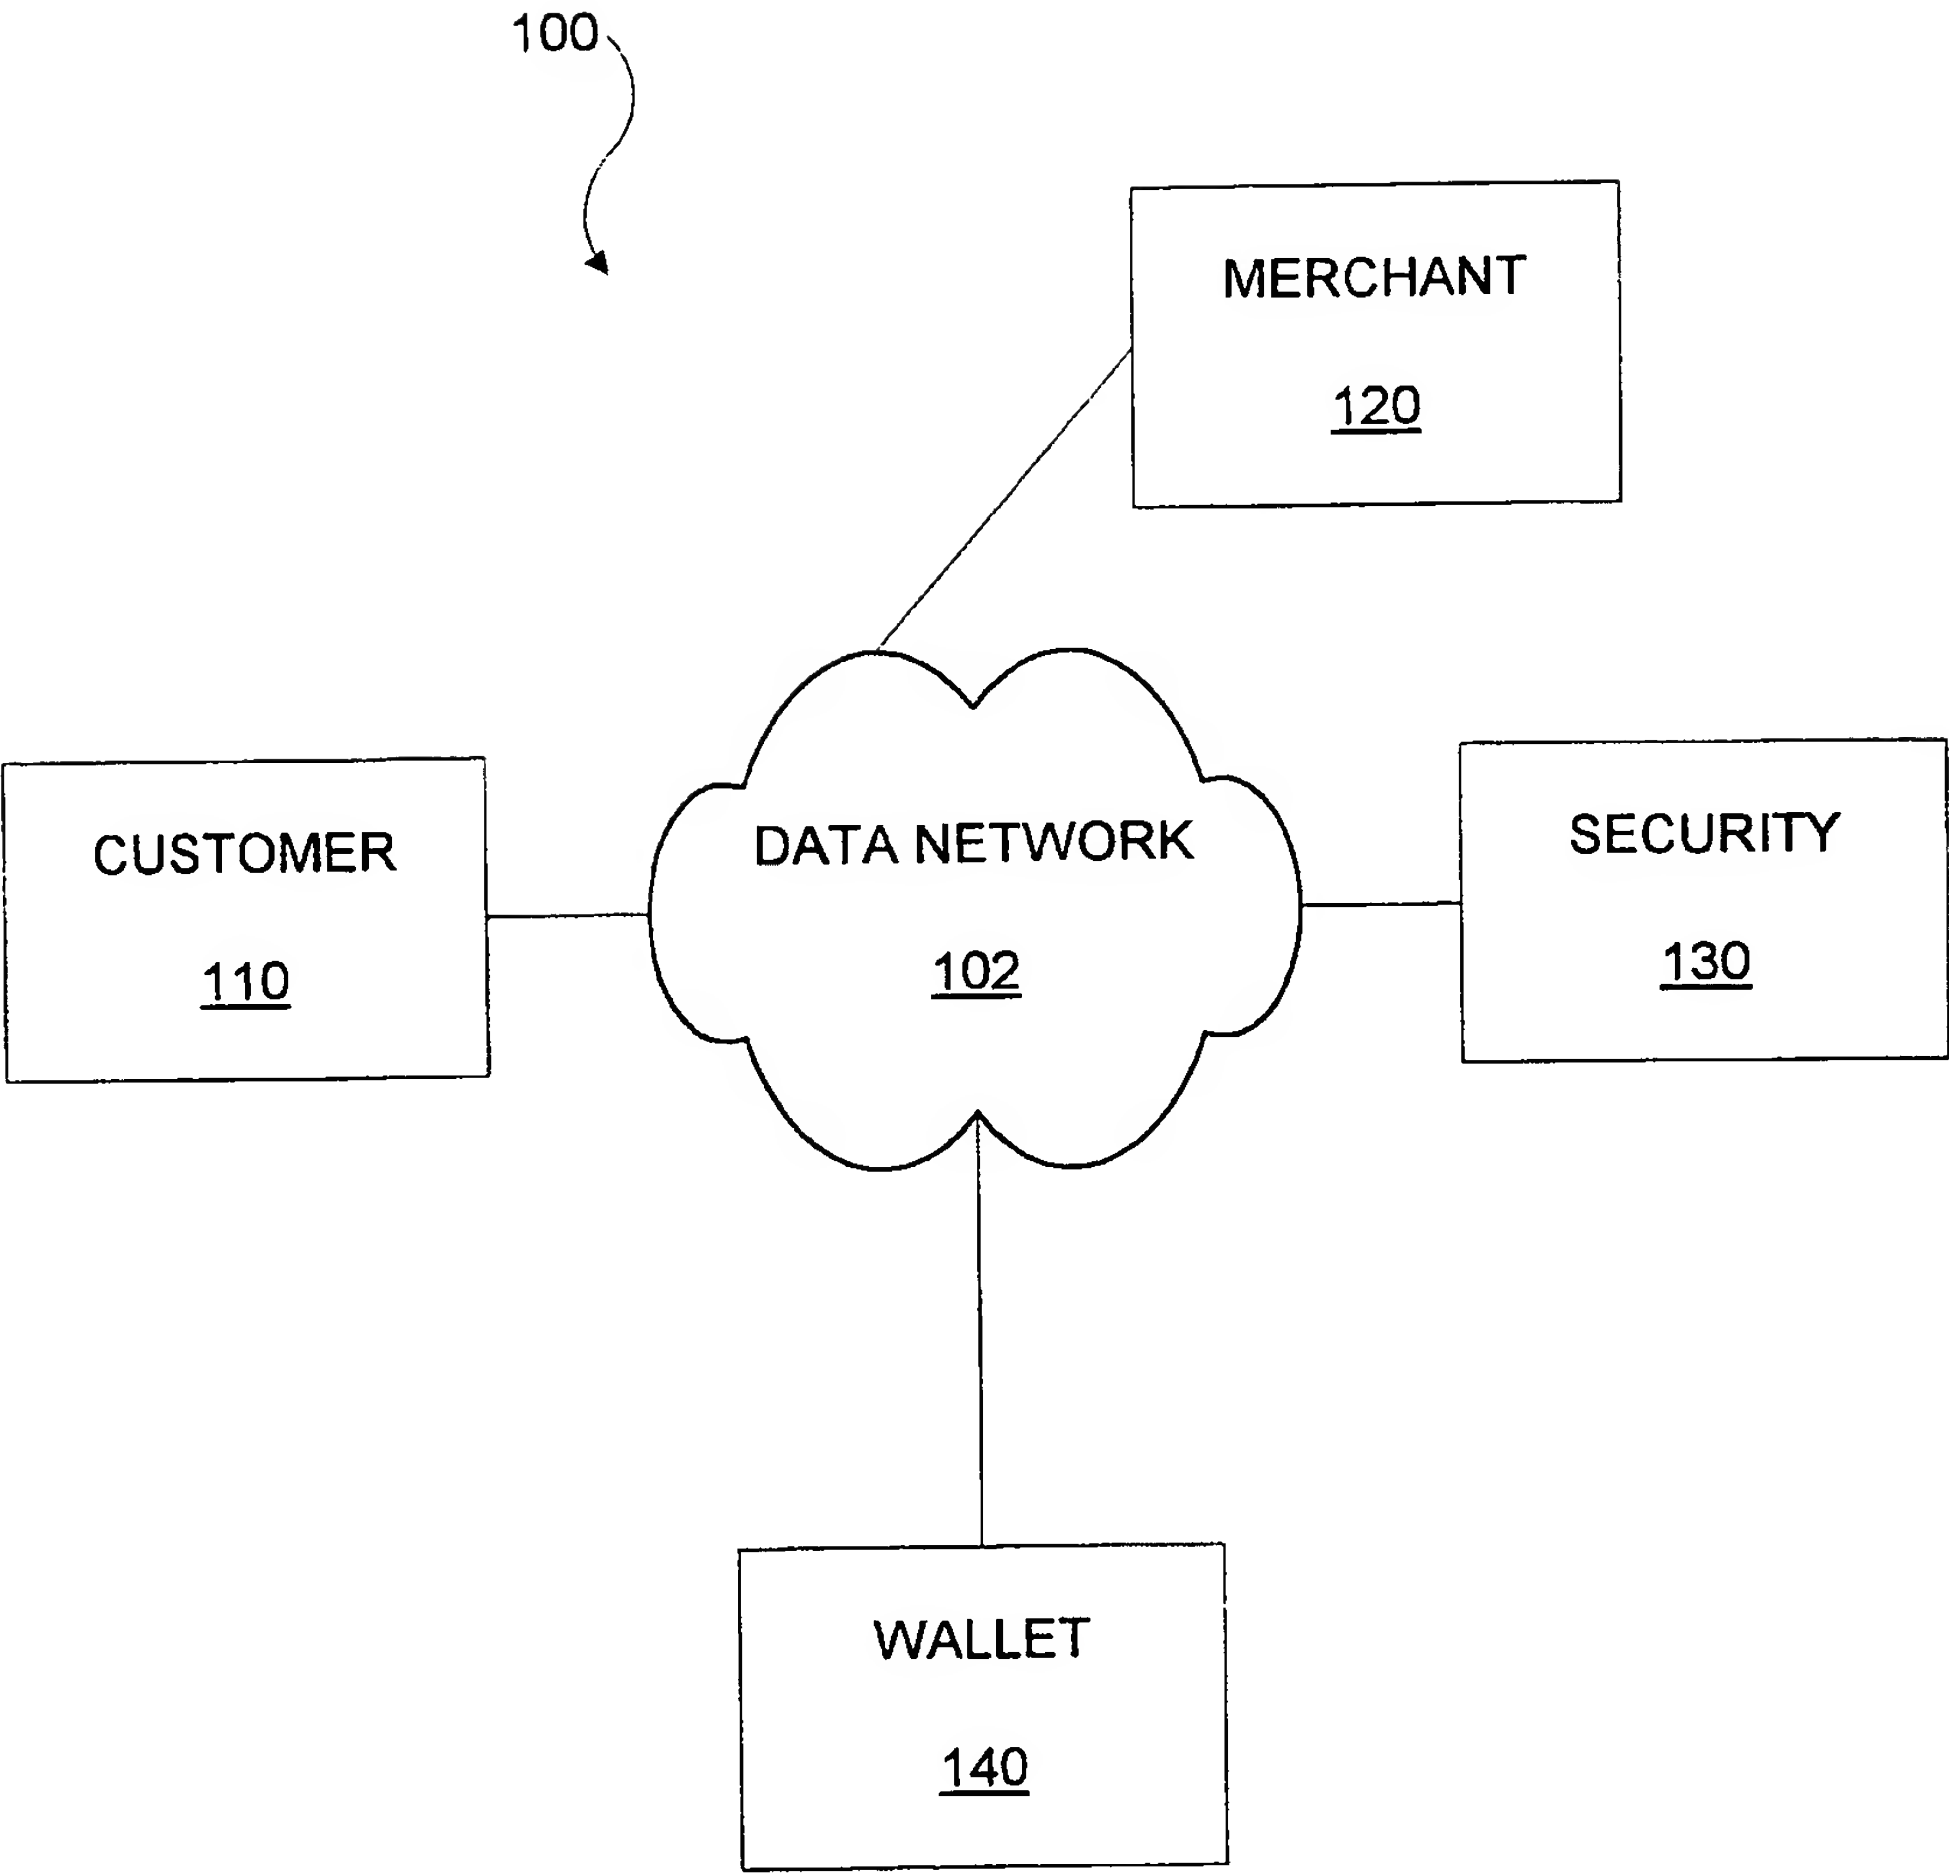 100
MERCHANT
120
CUSTOMER
110
DATA NETWORK
102
SECURITY
130
WALLET
140